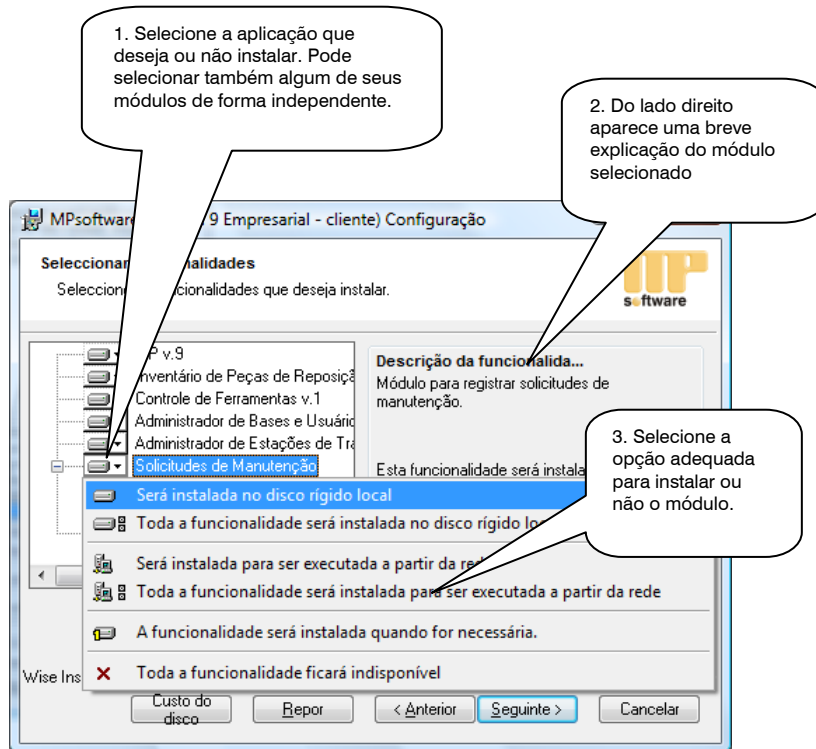 1. Selecione a aplicação que
deseja ou não instalar. Pode
selecionar também algum de seus
módulos de forma independente.
2. Do lado direito
aparece uma breve
explicação do módulo
selecionado
MPsoftware 9 Empresarial - cliente) Configuração
Seleccionar
Seleccione que deseja instalar.
MP
software
v.9
Inventário de Peças de Reposiçã
Controle de Ferramentas v.1
Administrador de Bases e Usuário
Administrador de Estações de Tra
Solicitudes de Manutenção
Descrição da funcionalida...
Módulo para registrar solicitudes de
manutenção.
Esta funcionalidade será instala
3. Selecione a
opção adequada
para instalar ou
não o módulo.
Será instalada no disco rígido local
Toda a funcionalidade será instalada no disco rígido
Será instalada para ser executada a partir da rede
Toda a funcionalidade será instalada para ser executada a partir da rede
A funcionalidade será instalada quando for necessária.
Toda a funcionalidade ficará indisponível
Wise Ins
Custo do
disco
Repor
< Anterior
Seguinte >
Cancelar